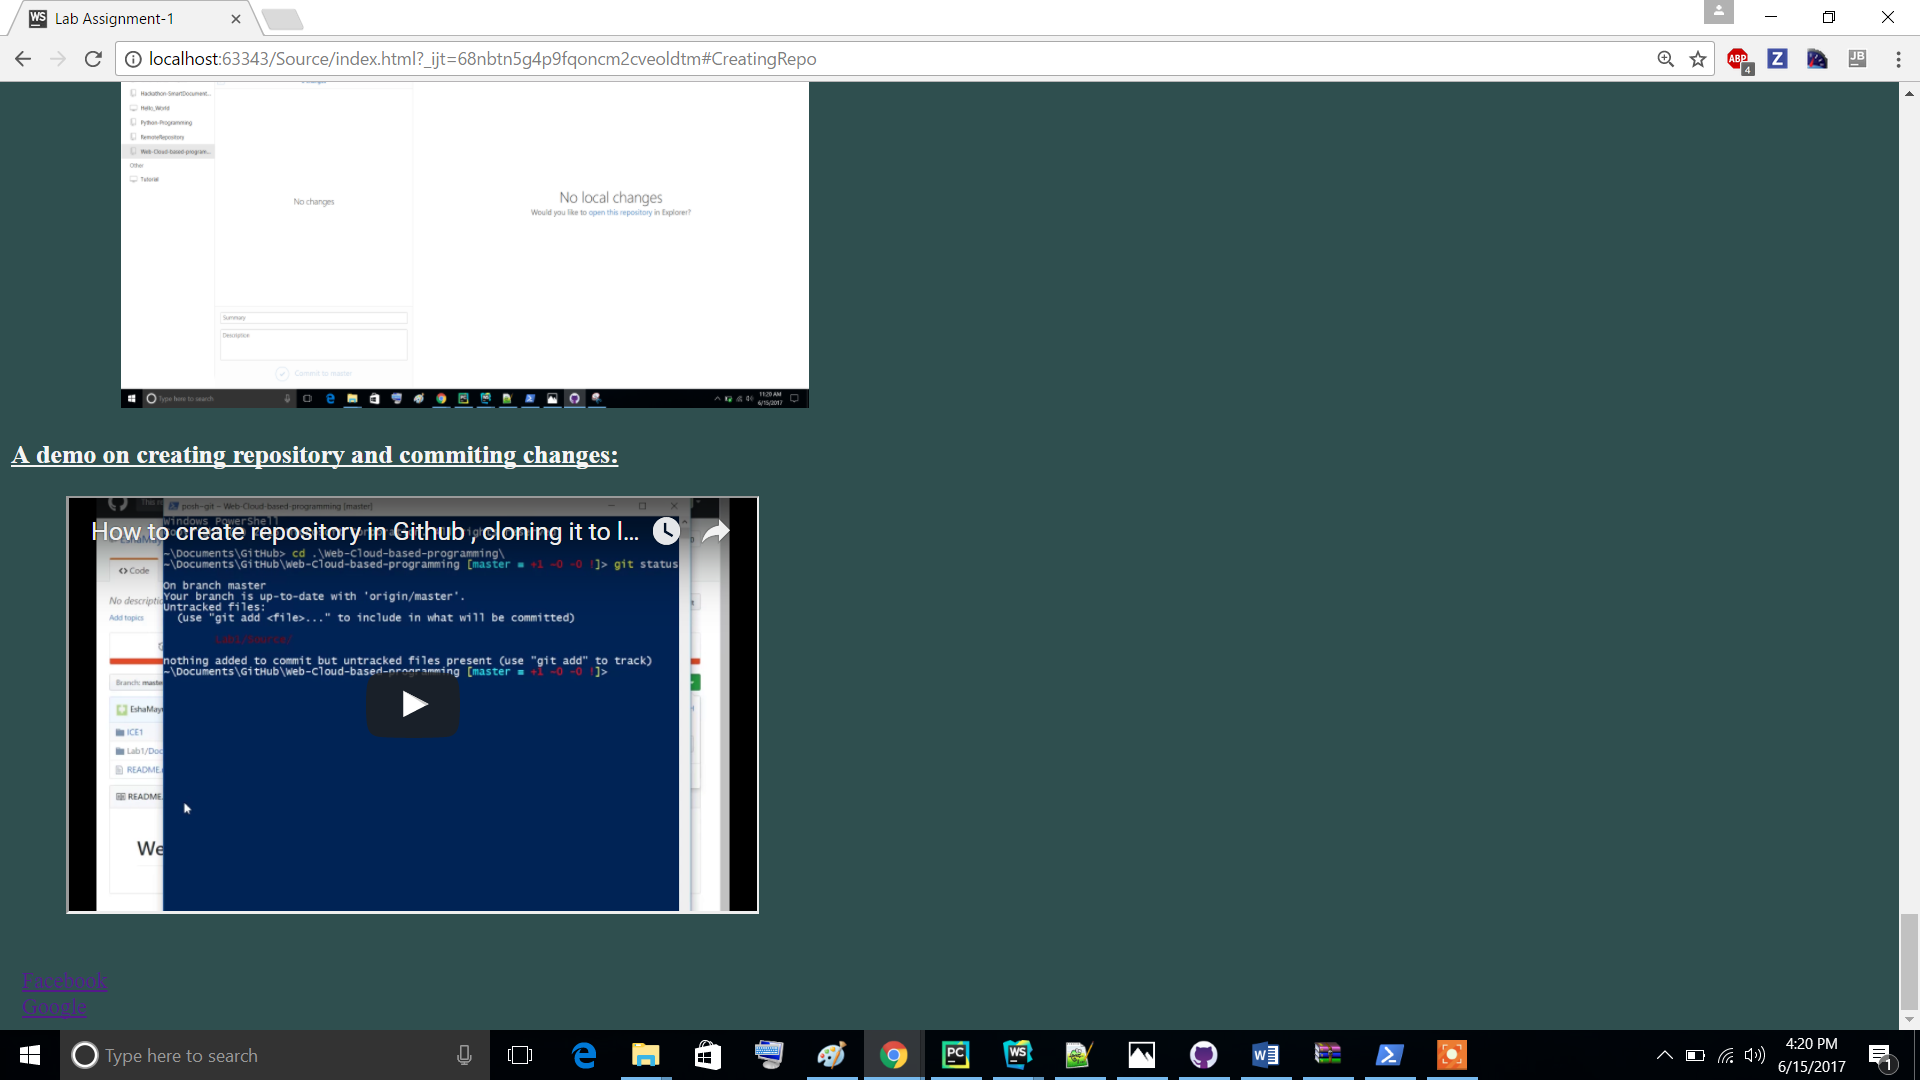 WS Lab Assignment-1
localhost:63343/Source/index.html?_ijt=68nbtn5g4p9fqoncm2cveoldtm#CreatingRepo
ABP
4
Z
JB
Hackathon-SmartDocument...
Hello_World
Python-Programming
RemoteRepository
Web-Cloud-based-program...
Other
Tutorial
No changes
No local changes
Would you like to open this repository in Explorer?
Summary
Description
Commit to master
Type here to search
11:20 AM
6/15/2017
A demo on creating repository and commiting changes:
posh~git - Web-Cloud-based-programming [master]
Windows PowerShell
How to create repository in Github , cloning it to l...
~\Documents\GitHub> cd .\Web-Cloud-based-programming\
~\Documents\GitHub\Web-Cloud-based-programming [master ≡ +1 ~0 -0 !]> git status
On branch master
Your branch is up-to-date with 'origin/master'.
Untracked files:
(use "git add <file>..." to include in what will be committed)
Lab1/Source/
nothing added to commit but untracked files present (use "git add" to track)
~\Documents\GitHub\Web-Cloud-based-programming [master ≡ +1 ~0 -0 !]>
Code
No descripti
Add topics
Branch: maste
EshaMay
ICE1
Lab1/Doc
README.
README.
We
Facebook
Google
Type here to search
PC
WS
4:20 PM
6/15/2017
1